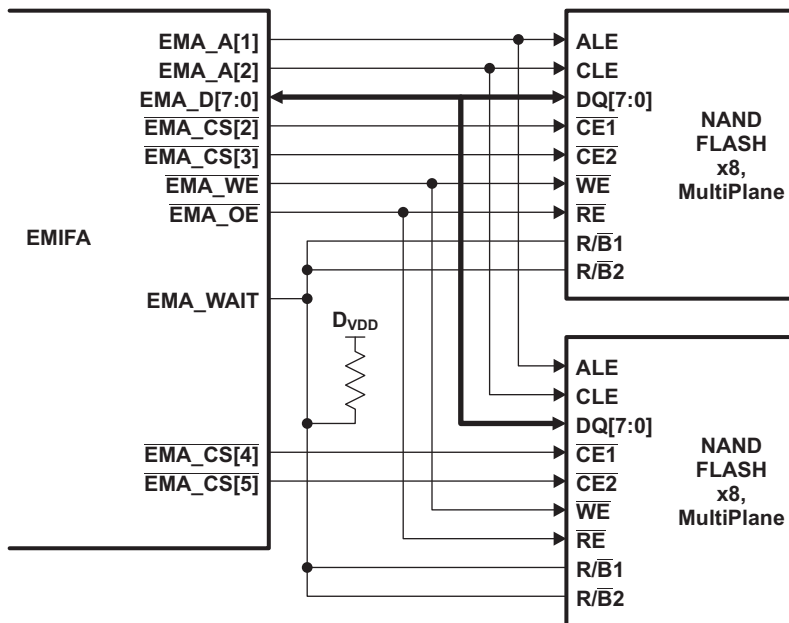 EMIFA
EMA_A[1]
EMA_A[2]
EMA_D[7:0]
EMA_CS[2]
EMA_CS[3]
EMA_WE
EMA_OE
EMA_WAIT
EMA_CS[4]
EMA_CS[5]
DVDD
ALE
CLE
DQ[7:0]
CE1
CE2
WE
RE
R/B1
R/B2
NAND
FLASH
x8,
MultiPlane
ALE
CLE
DQ[7:0]
CE1
CE2
WE
RE
R/B1
R/B2
NAND
FLASH
x8,
MultiPlane